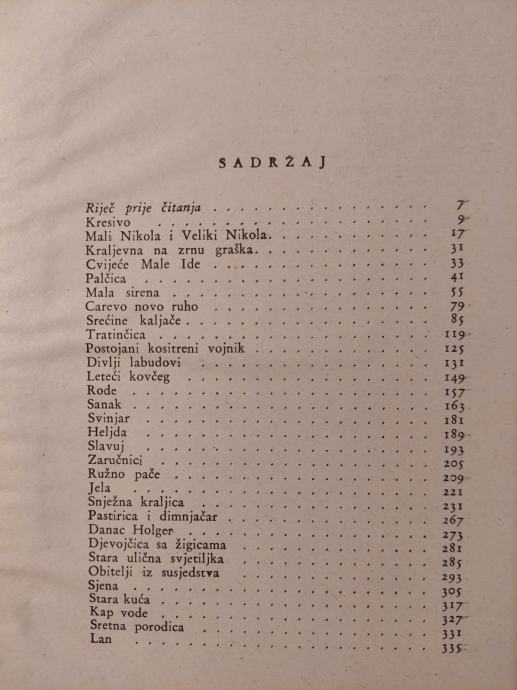 SADRŽAJ
Riječ prije čitanja . . . . . . . . . . . . . . . 7
Kresivo . . . . . . . . . . . . . . . . . . 9
Mali Nikola i Veliki Nikola. . . . . . . . . . . . 17
Kraljevna na zrnu graška. . . . . . . . . . . . . 31
Cvijeće Male Ide . . . . . . . . . . . . . . . 33
Palčica . . . . . . . . . . . . . . . . . . . 41
Mala sirena . . . . . . . . . . . . . . . . . 55
Carevo novo ruho . . . . . . . . . . . . . . . 79
Srećine kaljače . . . . . . . . . . . . . . . . 85
Tratinčica . . . . . . . . . . . . . . . . . . 119
Postojani kositreni vojnik . . . . . . . . . . . . 125
Divlji labudovi . . . . . . . . . . . . . . . . 131
Leteći kovčeg . . . . . . . . . . . . . . . . 149
Rode . . . . . . . . . . . . . . . . . . . 157
Sanak . . . . . . . . . . . . . . . . . . . 163
Svinjar . . . . . . . . . . . . . . . . . . . 181
Heljda . . . . . . . . . . . . . . . . . . . 189
Slavuj . . . . . . . . . . . . . . . . . . . 193
Zaručnici . . . . . . . . . . . . . . . . . . 205
Ružno pače . . . . . . . . . . . . . . . . . 209
Jela . . . . . . . . . . . . . . . . . . . . 221
Snježna kraljica . . . . . . . . . . . . . . . . 231
Pastirica i dimnjačar . . . . . . . . . . . . . . 267
Danac Holger . . . . . . . . . . . . . . . . 273
Djevojčica sa žigicama . . . . . . . . . . . . . 281
Stara ulična svjetiljka . . . . . . . . . . . . . . 285
Obitelji iz susjedstva . . . . . . . . . . . . . . 293
Sjena . . . . . . . . . . . . . . . . . . . 305
Stara kuća . . . . . . . . . . . . . . . . . . 317
Kap vode . . . . . . . . . . . . . . . . . . 327
Sretna porodica . . . . . . . . . . . . . . . . 331
Lan . . . . . . . . . . . . . . . . . . . . 335